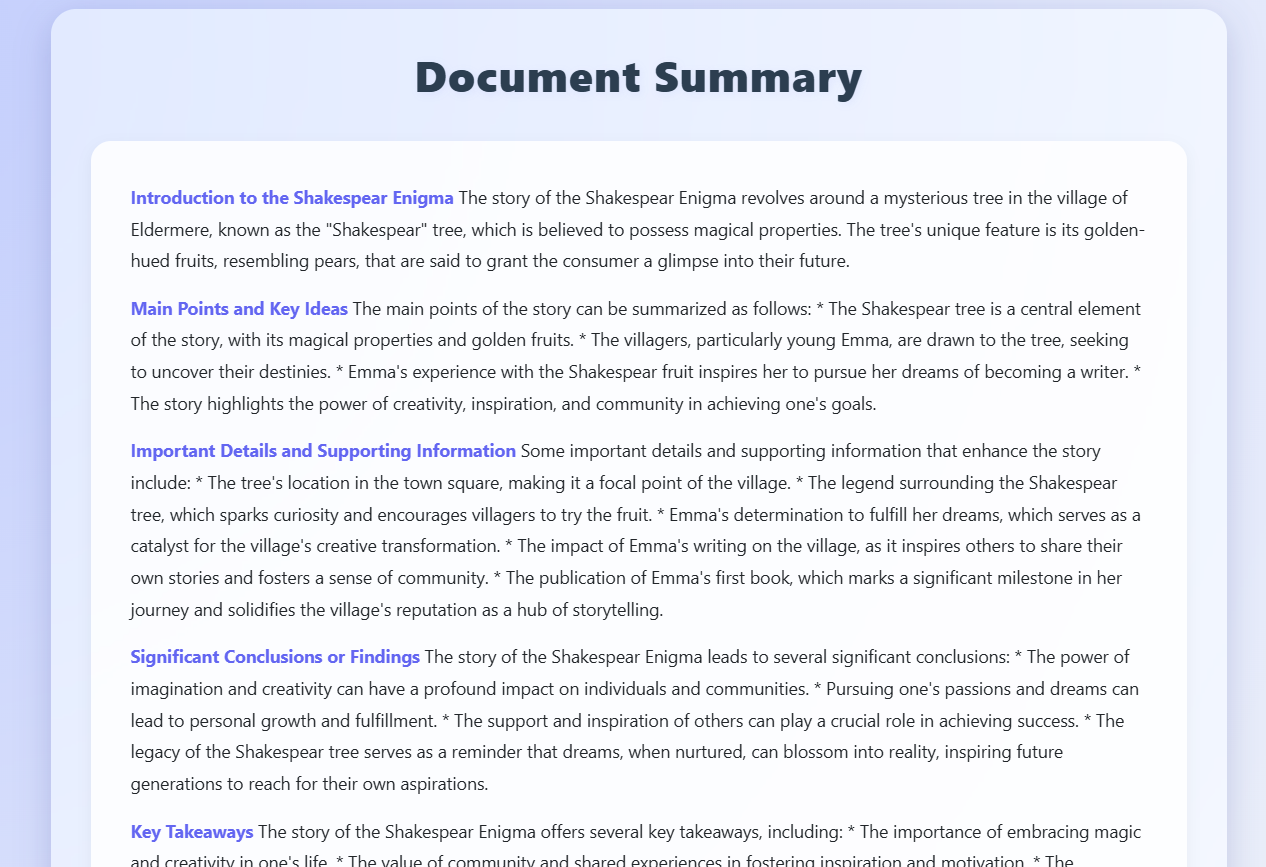 Document Summary
Introduction to the Shakespear Enigma The story of the Shakespear Enigma revolves around a mysterious tree in the village of
Eldermere, known as the "Shakespear" tree, which is believed to possess magical properties. The tree's unique feature is its golden-
hued fruits, resembling pears, that are said to grant the consumer a glimpse into their future.
Main Points and Key Ideas The main points of the story can be summarized as follows: * The Shakespear tree is a central element
of the story, with its magical properties and golden fruits. * The villagers, particularly young Emma, are drawn to the tree, seeking
to uncover their destinies. * Emma's experience with the Shakespear fruit inspires her to pursue her dreams of becoming a writer. *
The story highlights the power of creativity, inspiration, and community in achieving one's goals.
Important Details and Supporting Information Some important details and supporting information that enhance the story
include: * The tree's location in the town square, making it a focal point of the village. * The legend surrounding the Shakespear
tree, which sparks curiosity and encourages villagers to try the fruit. * Emma's determination to fulfill her dreams, which serves as a
catalyst for the village's creative transformation. * The impact of Emma's writing on the village, as it inspires others to share their
own stories and fosters a sense of community. * The publication of Emma's first book, which marks a significant milestone in her
journey and solidifies the village's reputation as a hub of storytelling.
Significant Conclusions or Findings The story of the Shakespear Enigma leads to several significant conclusions: * The power of
imagination and creativity can have a profound impact on individuals and communities. * Pursuing one's passions and dreams can
lead to personal growth and fulfillment. * The support and inspiration of others can play a crucial role in achieving success. * The
legacy of the Shakespear tree serves as a reminder that dreams, when nurtured, can blossom into reality, inspiring future
generations to reach for their own aspirations.
Key Takeaways The story of the Shakespear Enigma offers several key takeaways, including: * The importance of embracing magic
and creativity in one's life. * The value of community and shared experiences in fostering inspiration and motivation. * The